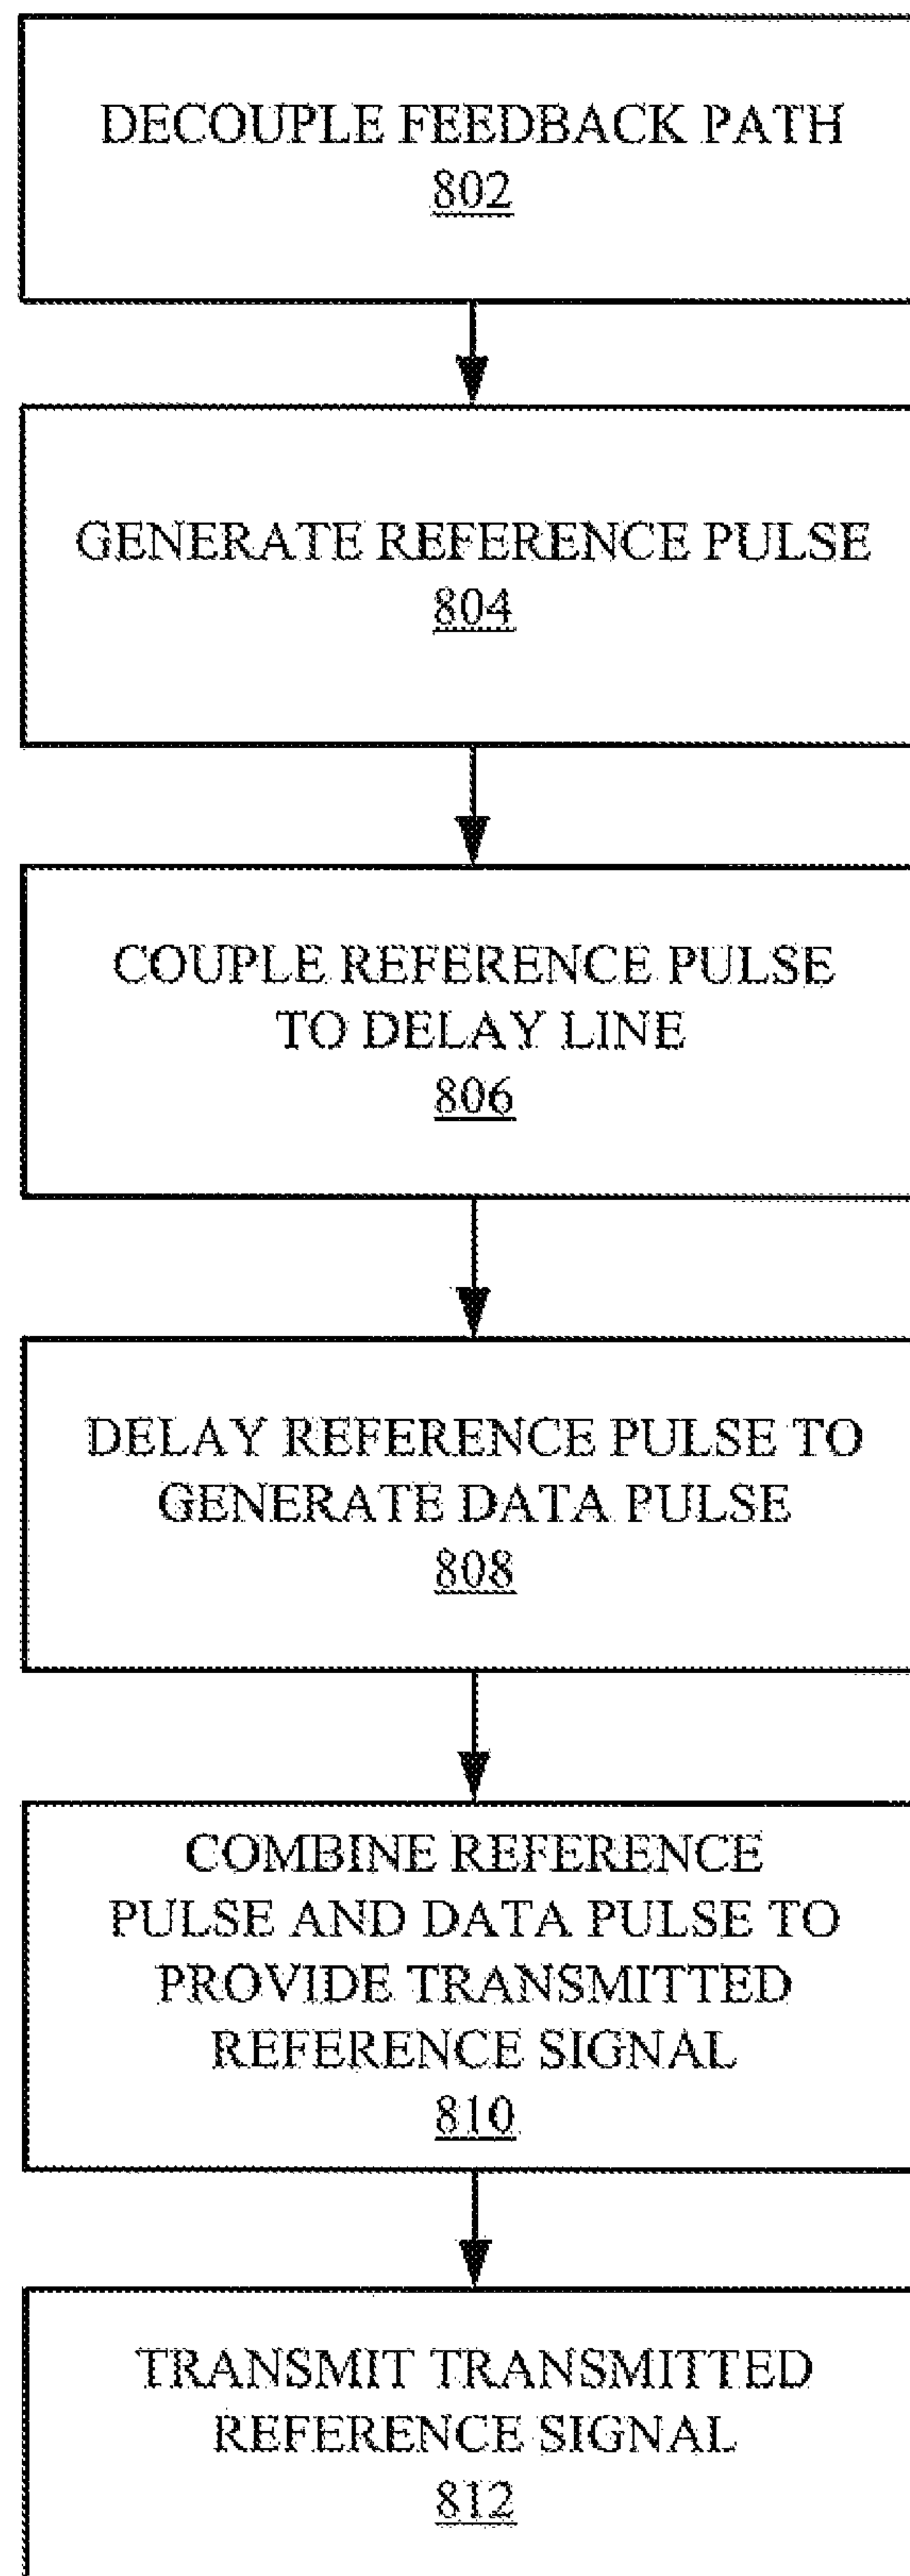 DECOUPLE FEEDBACK PATH
802
GENERATE REFERENCE PULSE
804
COUPLE REFERENCE PULSE
TO DELAY LINE
806
DELAY REFERENCE PULSE TO
GENERATE DATA PULSE
808
COMBINE REFERENCE
PULSE AND DATA PULSE TO
PROVIDE TRANSMITTED
REFERENCE SIGNAL
810
TRANSMIT TRANSMITTED
REFERENCE SIGNAL
812